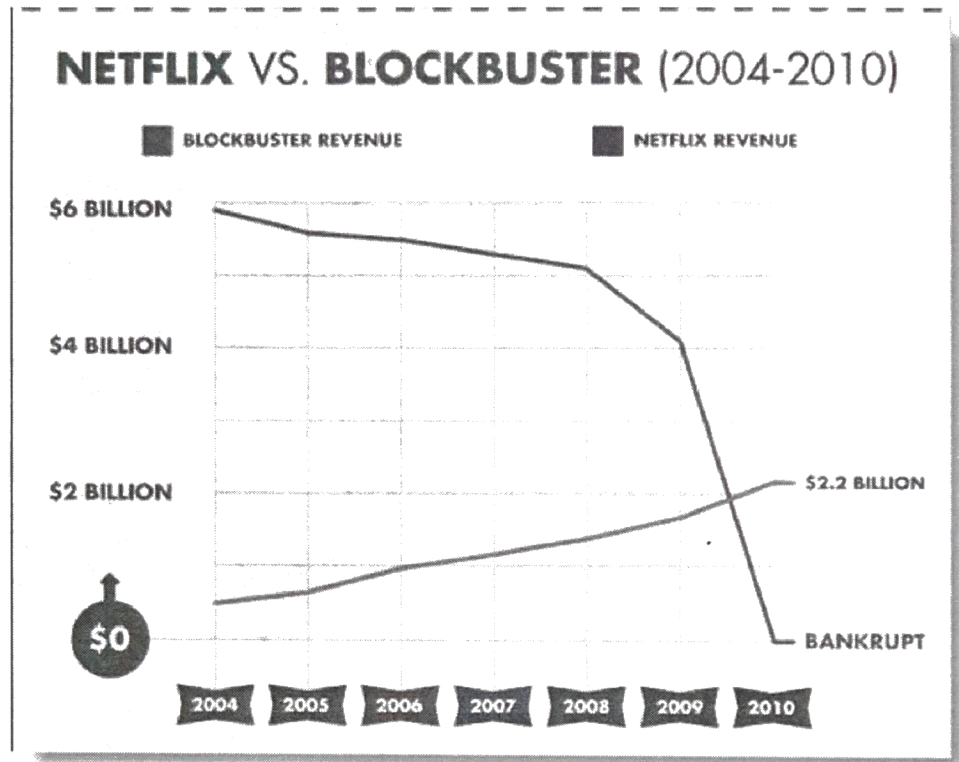 NETFLIX VS. BLOCKBUSTER (2004-2010)
BLOCKBUSTER REVENUE
NETFLIX REVENUE
$6 BILLION
$4 BILLION
$2 BILLION
$2.2 BILLION
$0
BANKRUPT
2004 2005 2006 2007 2008 2009 2010